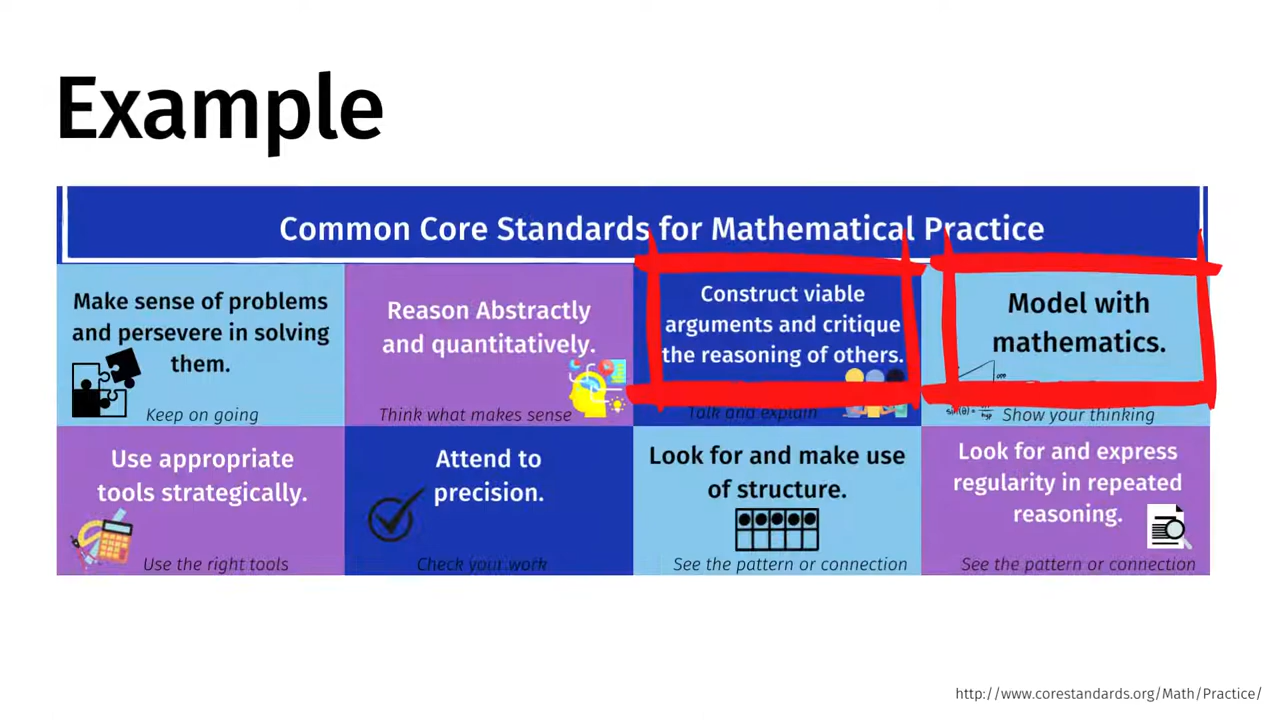 Example
Common Core Standards for Mathematical Practice
Make sense of problems
and persevere in solving
them.
Keep on going
Reason Abstractly
and quantitatively.
Think what makes sense
Construct viable
arguments and critique
the reasoning of others.
Talk and explain
Model with
mathematics.
Show your thinking
Use appropriate
tools strategically.
Use the right tools
Attend to
precision.
Check your work
Look for and make use
of structure.
See the pattern or connection
Look for and express
regularity in repeated
reasoning.
See the pattern or connection
http://www.corestandards.org/Math/Practice/